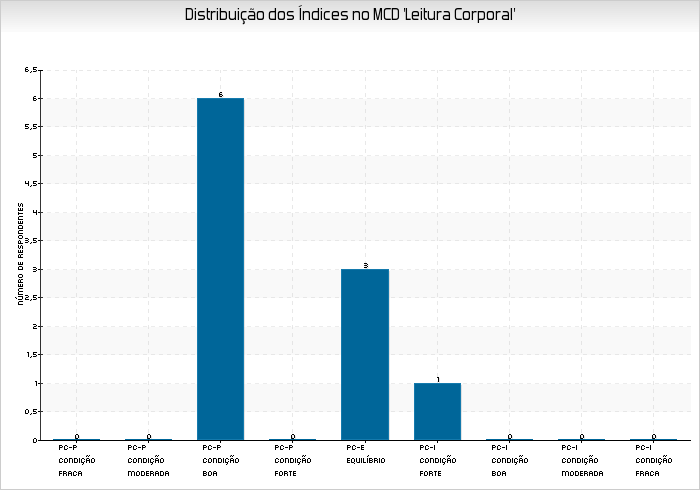 Distribuição dos Índices no MCD 'Leitura Corporal'
NÚMERO DE RESPONDENTES
6,5
6
5,5
5
4,5
4
3,5
3
2,5
2
1,5
1
0,5
0
0 0 6 0 3 1 0 0 0
PC-P CONDIÇÃO FRACA
PC-P CONDIÇÃO MODERADA
PC-P CONDIÇÃO BOA
PC-P CONDIÇÃO FORTE
PC-E EQUILÍBRIO
PC-I CONDIÇÃO FORTE
PC-I CONDIÇÃO BOA
PC-I CONDIÇÃO MODERADA
PC-I CONDIÇÃO FRACA